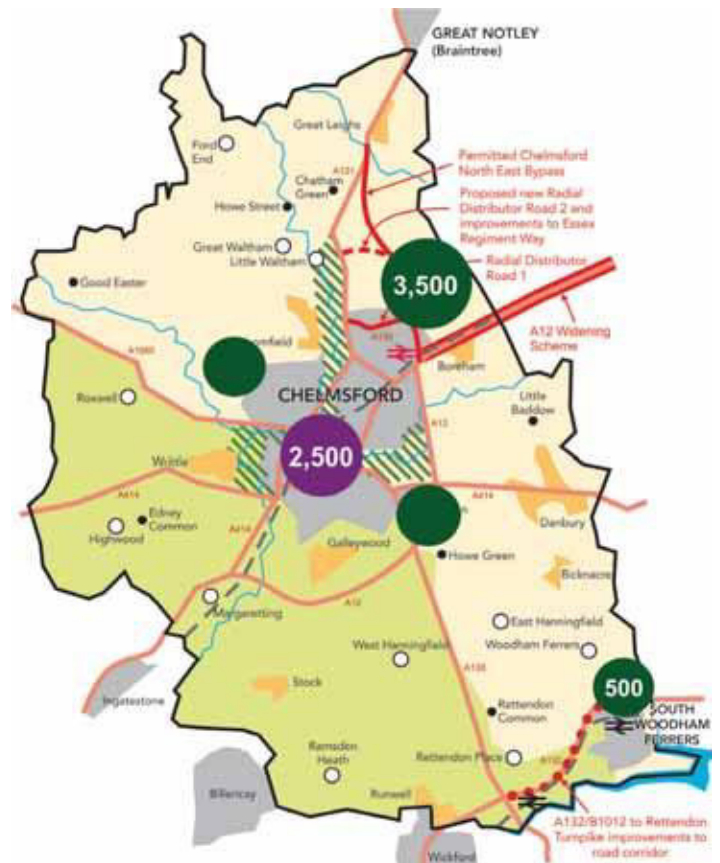 GREAT NOTLEY
(Braintree)
Great Leighs
Ford
End
A131
Chatham
Green
Howe Street
Permitted Chelmsford
North East Bypass
Proposed new Radial
Distributor Road 2 and
improvements to Essex
Regiment Way
Great Waltham
Little Waltham
Radial Distributor
Road 1
Good Easter
3,500
A12 Widening
Scheme
omfield
A130
A1060
Boreham
Roxwell
CHELMSFORD
Little
Baddow
A12
Writtle
2,500
A414
A414
Edney
Common
Highwood
A414
Danbury
Galleywood
Howe Green
Bicknacre
Margaretting
A12
East Hanningfield
West Hanningfield
Woodham Ferrers
A130
Ingatestone
Stock
500
Rattendon
Common
SOUTH
WOODHAM
FERRERS
Ramsden
Heath
Rettendon Place
A132
Billericay
Runwell
A132/B1012 to Rettendon
Turnpike improvements to
road corridor
Wickford